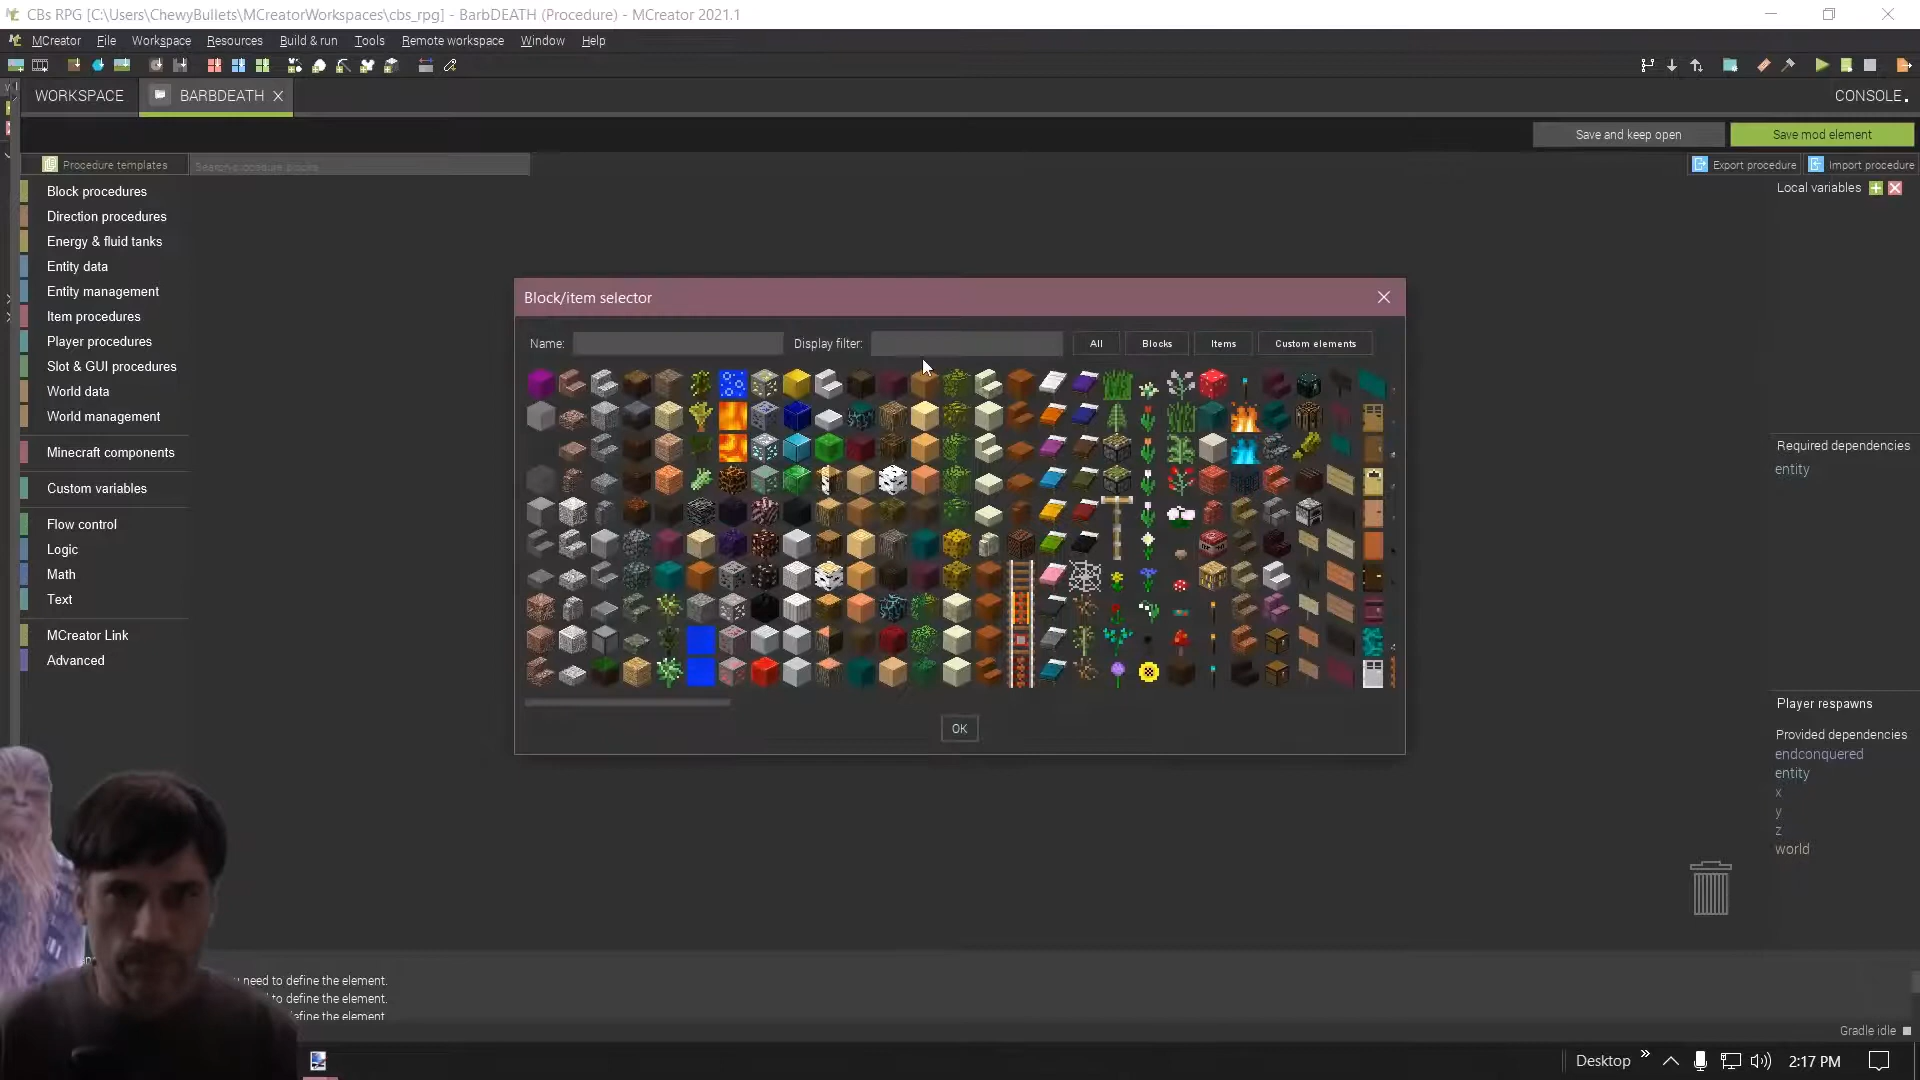 CBs RPG [C:\Users\ChewyBullets\MCreatorWorkspaces\cbs_rpg] - BarbDEATH (Procedure) - MCreator 2021.1
MCreator File Workspace Resources Build & run Tools Remote workspace Window Help
WORKSPACE BARBDEATH CONSOLE
Save and keep open Save mod element
Procedure templates Export procedure Import procedure
Block procedures Local variables
Direction procedures
Energy & fluid tanks
Entity data
Entity management
Item procedures
Player procedures
Slot & GUI procedures
World data
World management
Minecraft components
Custom variables
Flow control
Logic
Math
Text
MCreator Link
Advanced
Block/item selector
Name: Display filter: All Blocks Items Custom elements
OK
Required dependencies
entity
Player respawns
Provided dependencies
endconquered
entity
x
y
z
world
need to define the element.
to define the element.
define the element
Gradle idle
Desktop 2:17 PM